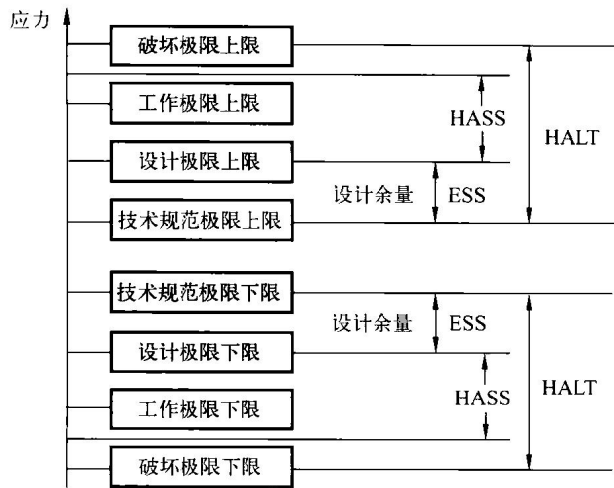 应力
破坏极限上限
工作极限上限
HASS
HALT
设计极限上限
设计余量 ESS
技术规范极限上限
技术规范极限下限
设计余量 ESS
设计极限下限
HALT
HASS
工作极限下限
破坏极限下限